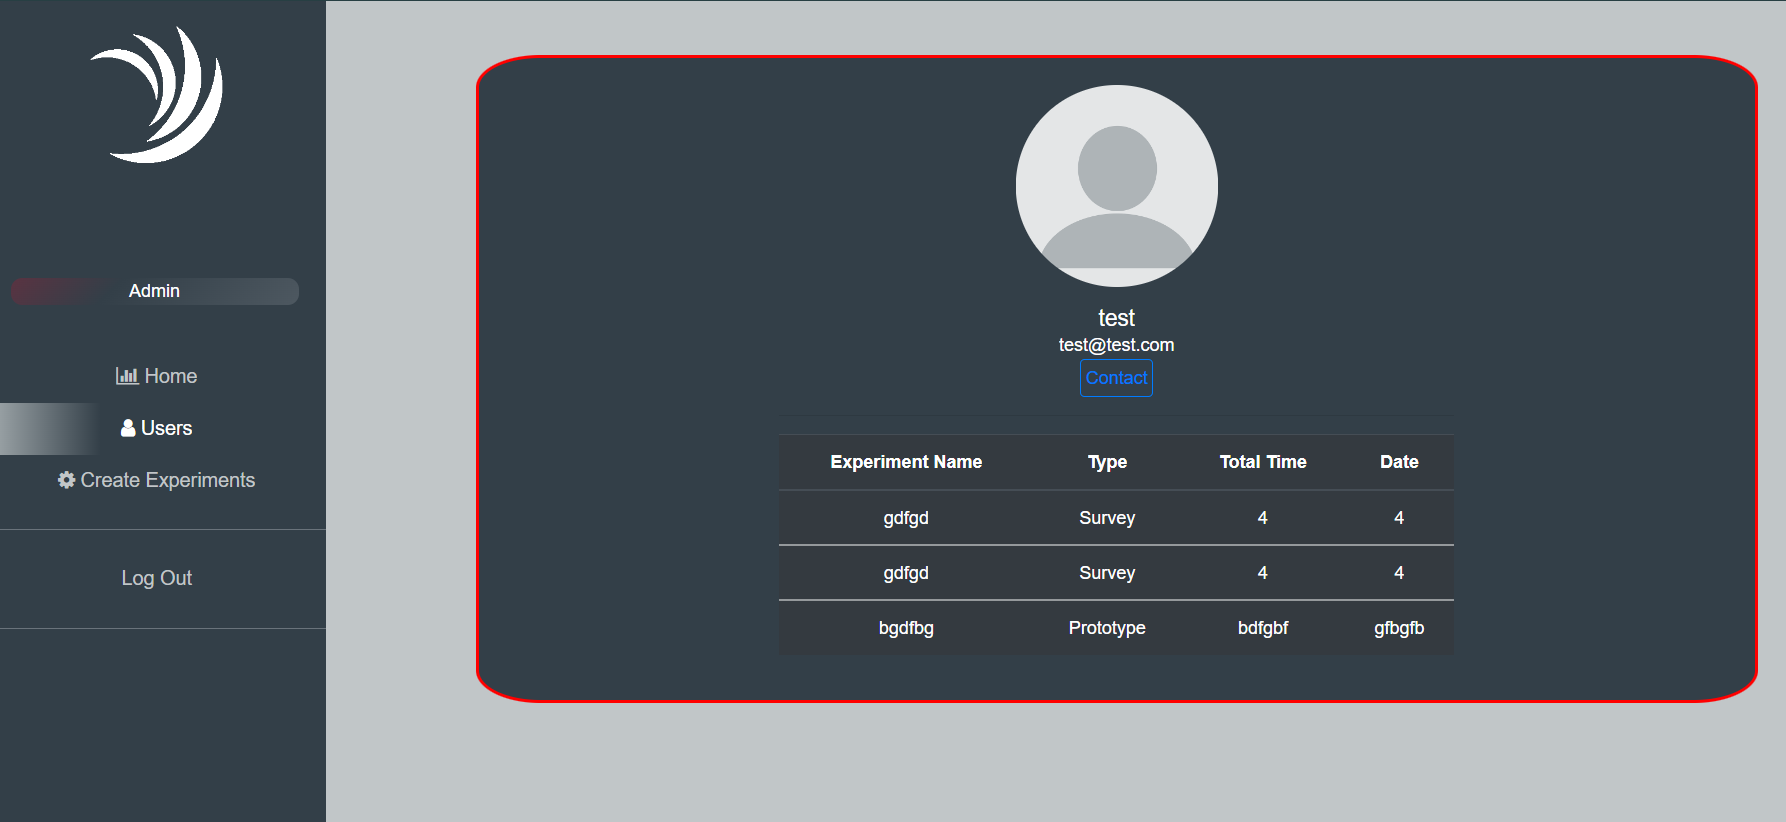 Admin
Home
Users
Create Experiments
Log Out
test
test@test.com
Contact
Experiment Name Type Total Time Date
gdfgd Survey 4 4
gdfgd Survey 4 4
bgdfbg Prototype bdfgbf gfbgfb